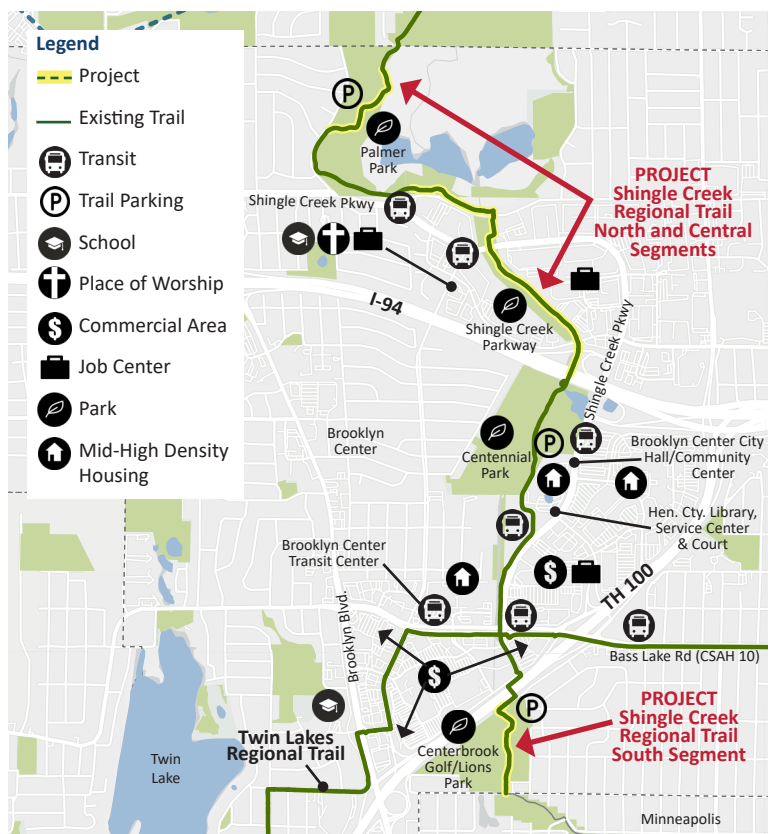 Legend
Project
Existing Trail
Transit
P
Trail Parking
School
Place of Worship
$
Commercial Area
Job Center
Park
Mid-High Density
Housing
P
Palmer
Park
Shingle Creek Pkwy
PROJECT
Shingle Creek
Regional Trail
North and Central
Segments
I-94
Shingle Creek
Parkway
Shingle Creek Pkwy
Brooklyn
Center
Centennial
Park
P
Brooklyn Center City
Hall/Community
Center
Hen. Cty. Library,
Service Center
& Court
Brooklyn Center
Transit Center
$
TH 100
Brooklyn Blvd.
Bass Lake Rd (CSAH 10)
$
P
PROJECT
Shingle Creek
Regional Trail
South Segment
Twin Lakes
Regional Trail
Centerbrook
Golf/Lions
Park
Twin
Lake
Minneapolis